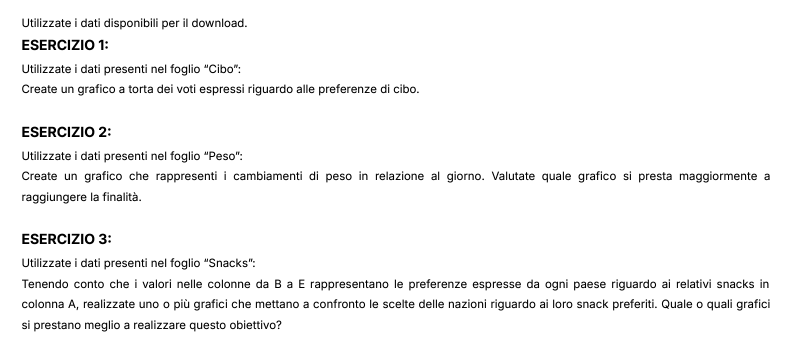 Utilizzate i dati disponibili per il download.
ESERCIZIO 1:
Utilizzate i dati presenti nel foglio “Cibo”:
Create un grafico a torta dei voti espressi riguardo alle preferenze di cibo.
ESERCIZIO 2:
Utilizzate i dati presenti nel foglio “Peso”:
Create un grafico che rappresenti i cambiamenti di peso in relazione al giorno. Valutate quale grafico si presta maggiormente a
raggiungere la finalità.
ESERCIZIO 3:
Utilizzate i dati presenti nel foglio “Snacks”:
Tenendo conto che i valori nelle colonne da B a E rappresentano le preferenze espresse da ogni paese riguardo ai relativi snacks in
colonna A, realizzate uno o più grafici che mettano a confronto le scelte delle nazioni riguardo ai loro snack preferiti. Quale o quali grafici
si prestano meglio a realizzare questo obiettivo?